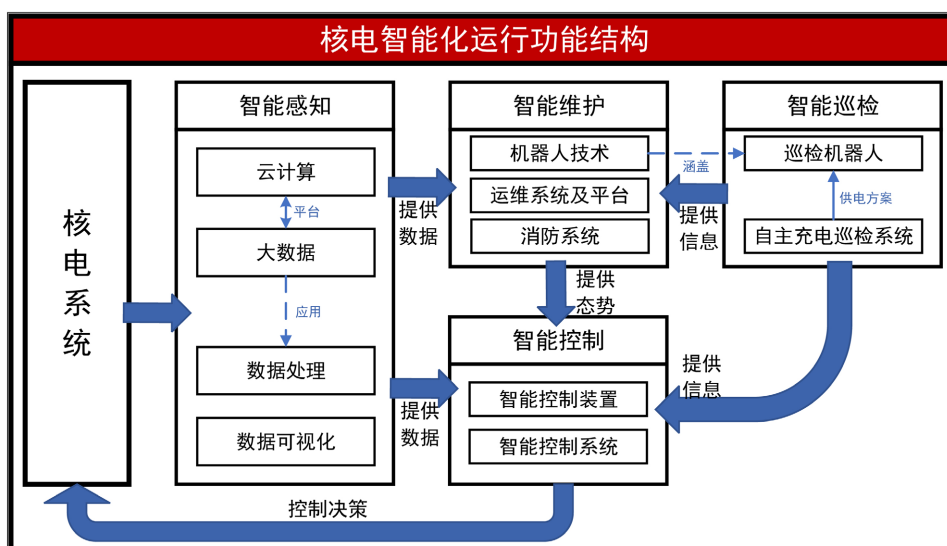 核电智能化运行功能结构
核电系统
智能感知
云计算
平台
大数据
应用
数据处理
数据可视化
提供
数据
提供
数据
智能维护
机器人技术
运维系统及平台
消防系统
涵盖
提供
信息
智能巡检
巡检机器人
供电方案
自主充电巡检系统
提供
态势
智能控制
智能控制装置
智能控制系统
提供
信息
控制决策